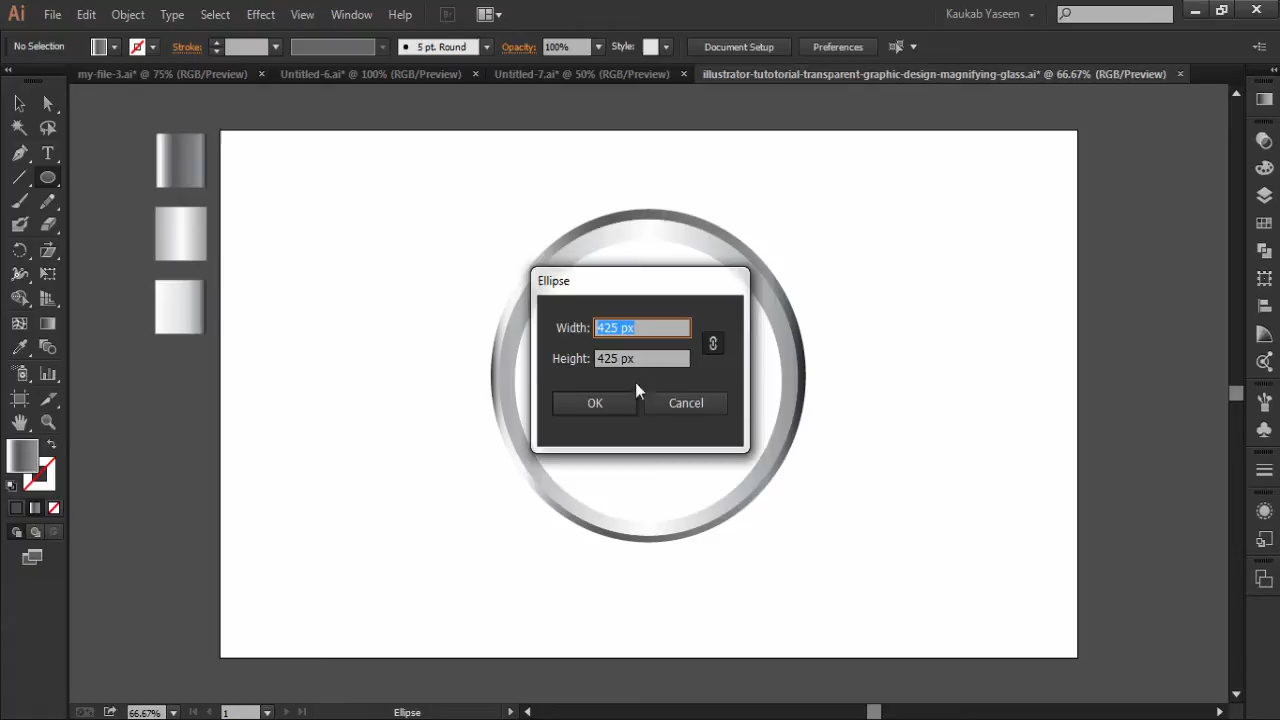 Ai File Edit Object Type Select Effect View Window Help Br Kaukab Yaseen
No Selection Stroke: 5 pt. Round Opacity: 100% Style: Document Setup Preferences
my-file-3.ai* @ 75% (RGB/Preview) × Untitled-6.ai* @ 100% (RGB/Preview) × Untitled-7.ai* @ 50% (RGB/Preview) × illustrator-tutotorial-transparent-graphic-design-magnifying-glass.ai* @ 66.67% (RGB/Preview) ×
T
Ellipse
Width: 425 px
Height: 425 px
OK Cancel
66.67% 1 Ellipse